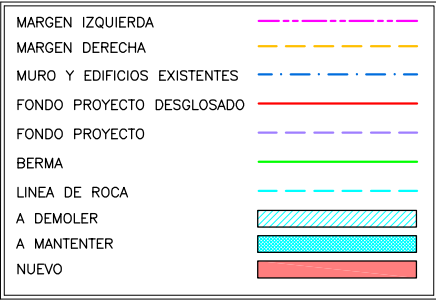 MARGEN IZQUIERDA
MARGEN DERECHA
MURO Y EDIFICIOS EXISTENTES
FONDO PROYECTO DESGLOSADO
FONDO PROYECTO
BERMA
LINEA DE ROCA
A DEMOLER
A MANTENTER
NUEVO